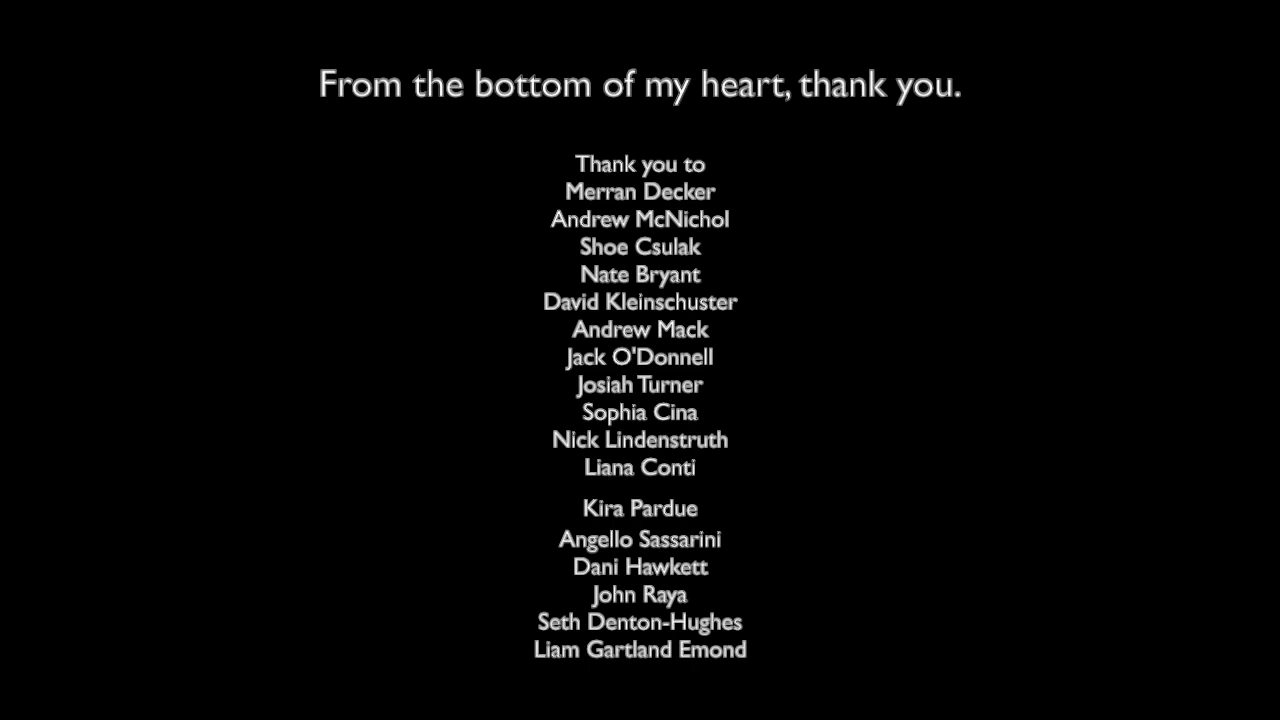 From the bottom of my heart, thank you.
Thank you to
Merran Decker
Andrew McNichol
Shoe Csulak
Nate Bryant
David Kleinschuster
Andrew Mack
Jack O'Donnell
Josiah Turner
Sophia Cina
Nick Lindenstruth
Liana Conti
Kira Pardue
Angello Sassarini
Dani Hawkett
John Raya
Seth Denton-Hughes
Liam Gartland Emond